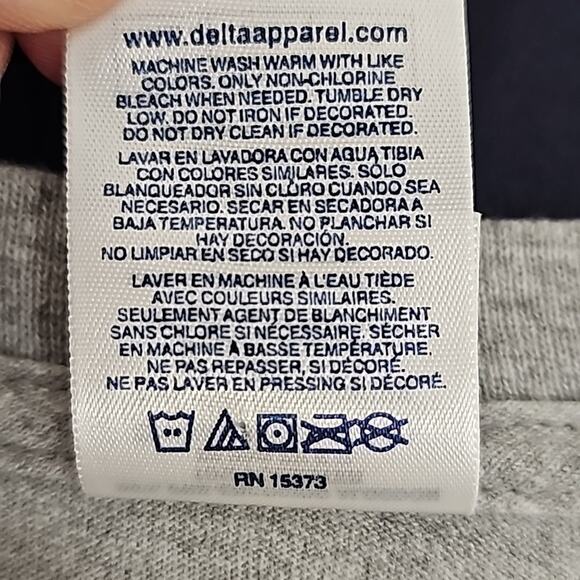 www.deltaapparel.com
MACHINE WASH WARM WITH LIKE
COLORS. ONLY NON-CHLORINE
BLEACH WHEN NEEDED. TUMBLE DRY
LOW. DO NOT IRON IF DECORATED.
DO NOT DRY CLEAN IF DECORATED.
LAVAR EN LAVADORA CON AGUA TIBIA
CON COLORES SIMILARES. SOLO
BLANQUEADOR SIN CLORO CUANDO SEA
NECESARIO. SECAR EN SECADORA A
BAJA TEMPERATURA. NO PLANCHAR SI
HAY DECORACIÓN.
NO LIMPIAR EN SECO SI HAY DECORADO.
LAVER EN MACHINE À L'EAU TIÈDE
AVEC COULEURS SIMILAIRES.
SEULEMENT AGENT DE BLANCHIMENT
SANS CHLORE SI NÉCESSAIRE. SÉCHER
EN MACHINE À BASSE TEMPÉRATURE.
NE PAS REPASSER, SI DÉCORÉ.
NE PAS LAVER EN PRESSING SI DÉCORÉ.
RN 15373